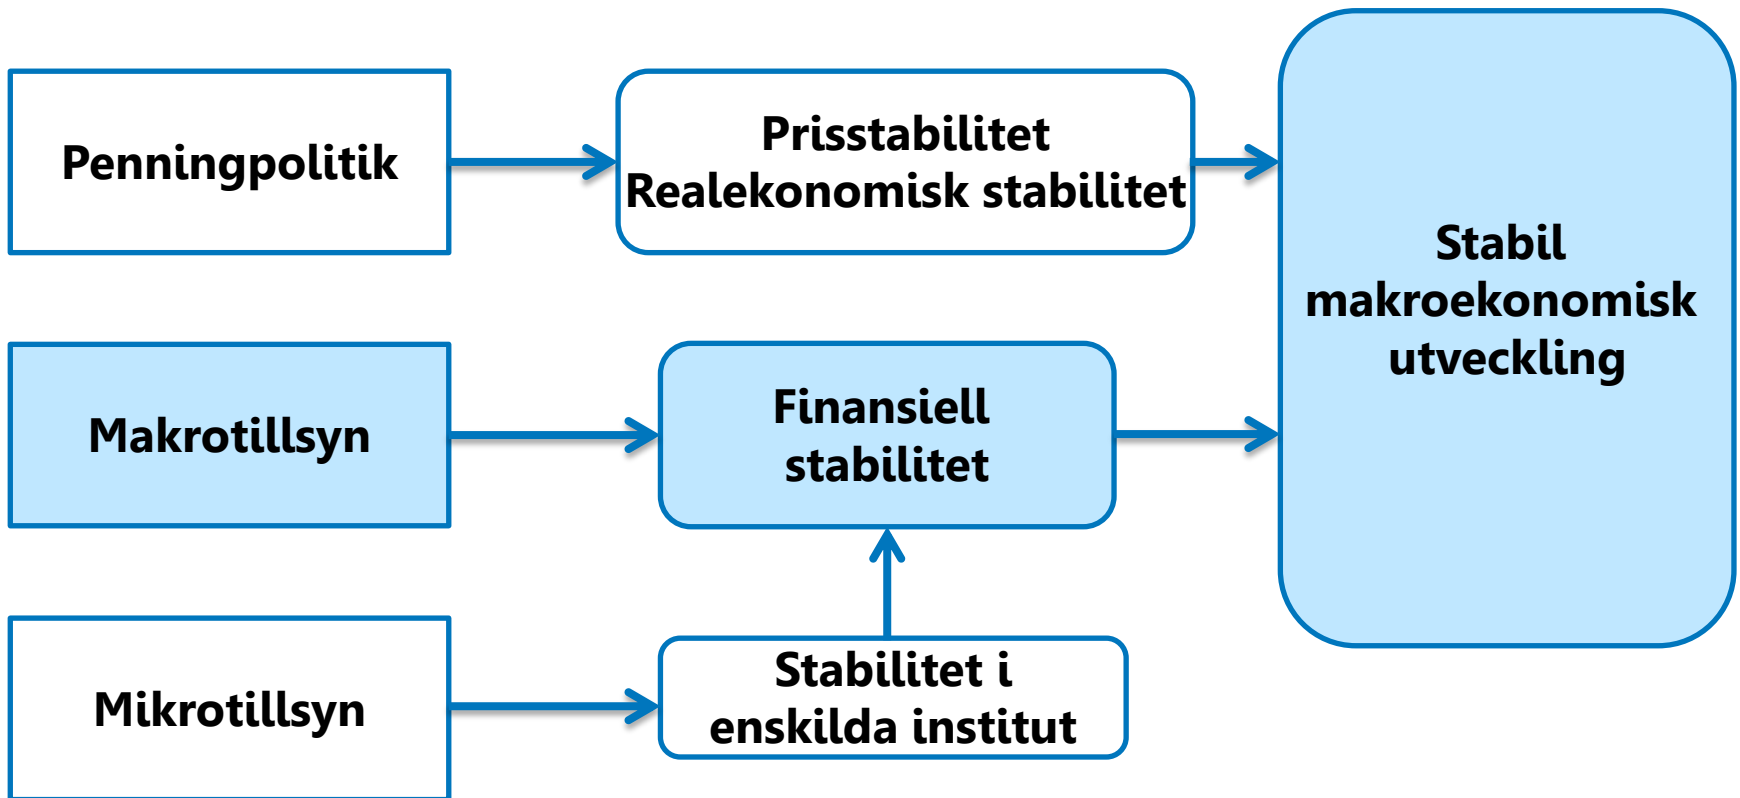 Penningpolitik
Prisstabilitet
Realekonomisk stabilitet
Stabil
makroekonomisk
utveckling
Makrotillsyn
Finansiell
stabilitet
Mikrotillsyn
Stabilitet i
enskilda institut